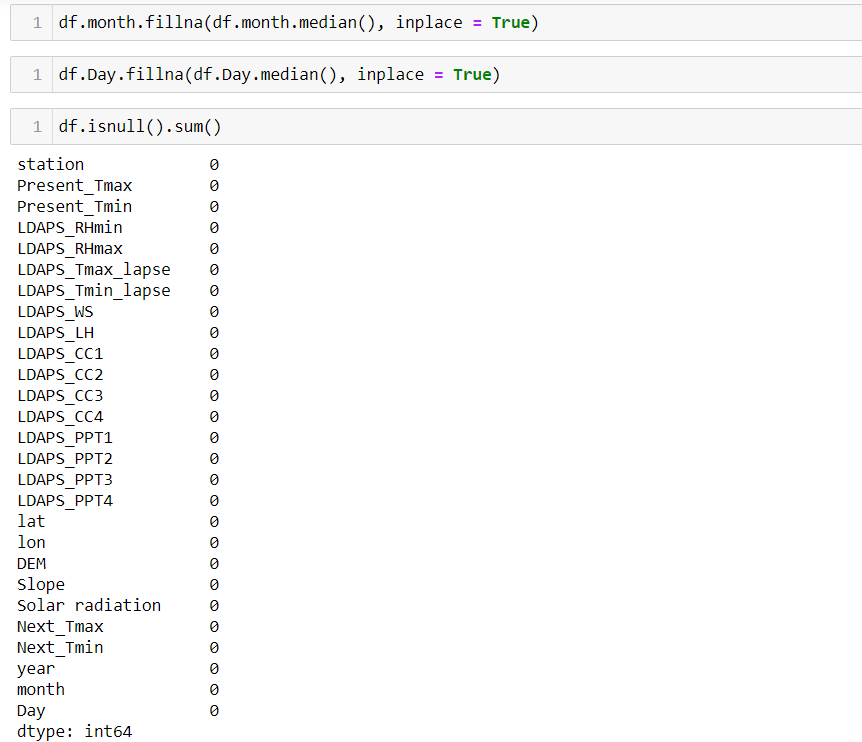 1 df.month.fillna(df.month.median(), inplace = True)
1 df.Day.fillna(df.Day.median(), inplace = True)
1 df.isnull().sum()
station 0
Present_Tmax 0
Present_Tmin 0
LDAPS_RHmin 0
LDAPS_RHmax 0
LDAPS_Tmax_lapse 0
LDAPS_Tmin_lapse 0
LDAPS_WS 0
LDAPS_LH 0
LDAPS_CC1 0
LDAPS_CC2 0
LDAPS_CC3 0
LDAPS_CC4 0
LDAPS_PPT1 0
LDAPS_PPT2 0
LDAPS_PPT3 0
LDAPS_PPT4 0
lat 0
lon 0
DEM 0
Slope 0
Solar radiation 0
Next_Tmax 0
Next_Tmin 0
year 0
month 0
Day 0
dtype: int64